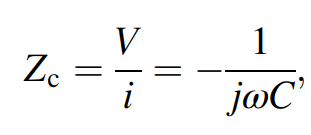 Z_c = V/i = −1/(jωC),